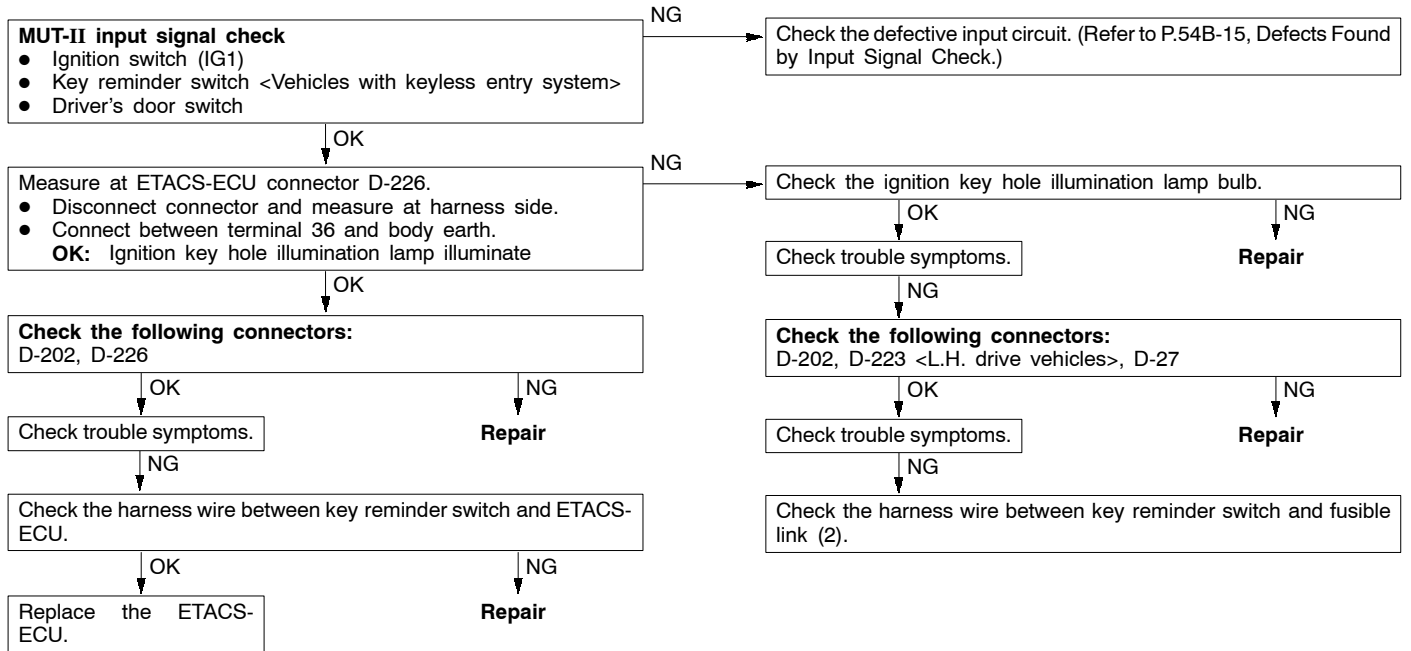 MUT-II input signal check
● Ignition switch (IG1)
● Key reminder switch <Vehicles with keyless entry system>
● Driver's door switch
NG
Check the defective input circuit. (Refer to P.54B-15, Defects Found
by Input Signal Check.)
OK
Measure at ETACS-ECU connector D-226.
● Disconnect connector and measure at harness side.
● Connect between terminal 36 and body earth.
OK: Ignition key hole illumination lamp illuminate
NG
Check the ignition key hole illumination lamp bulb.
OK
NG
Check trouble symptoms.
Repair
NG
OK
Check the following connectors:
D-202, D-226
Check the following connectors:
D-202, D-223 <L.H. drive vehicles>, D-27
OK
NG
OK
NG
Check trouble symptoms.
Repair
Check trouble symptoms.
Repair
NG
NG
Check the harness wire between key reminder switch and ETACS-
ECU.
Check the harness wire between key reminder switch and fusible
link (2).
OK
NG
Replace the ETACS-
ECU.
Repair